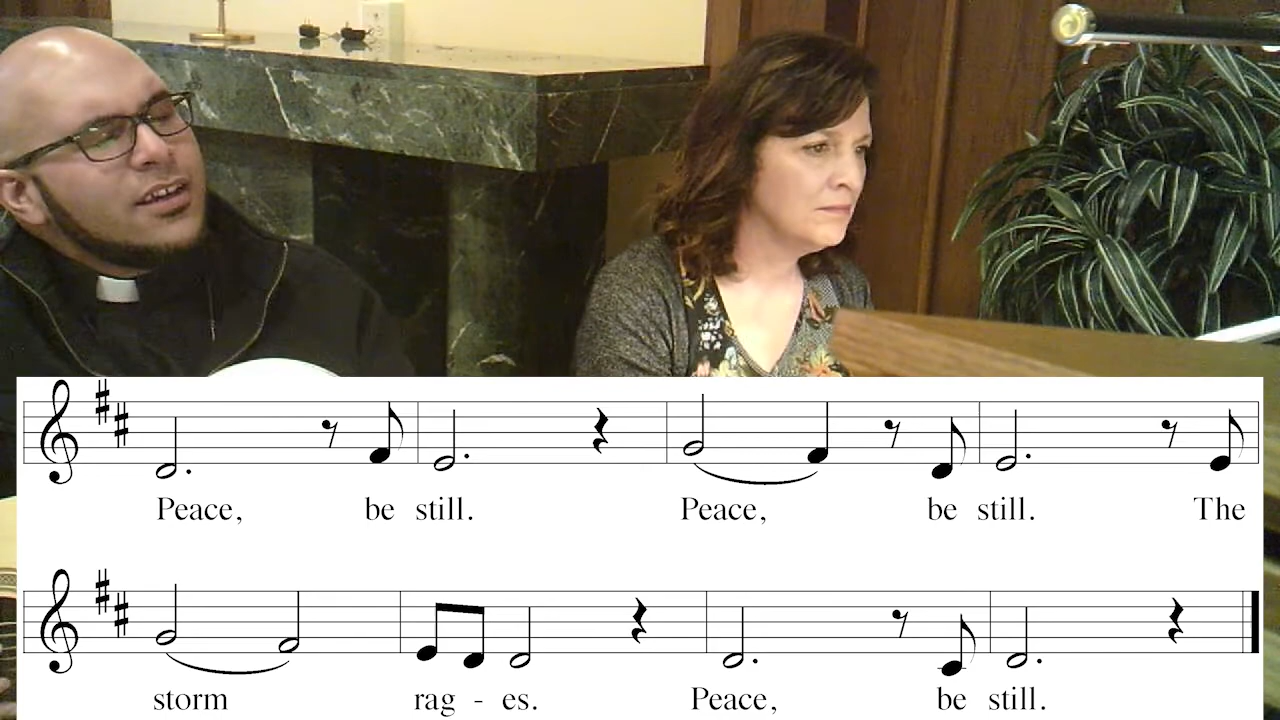 Peace, be still. Peace, be still. The
storm rag - es. Peace, be still.